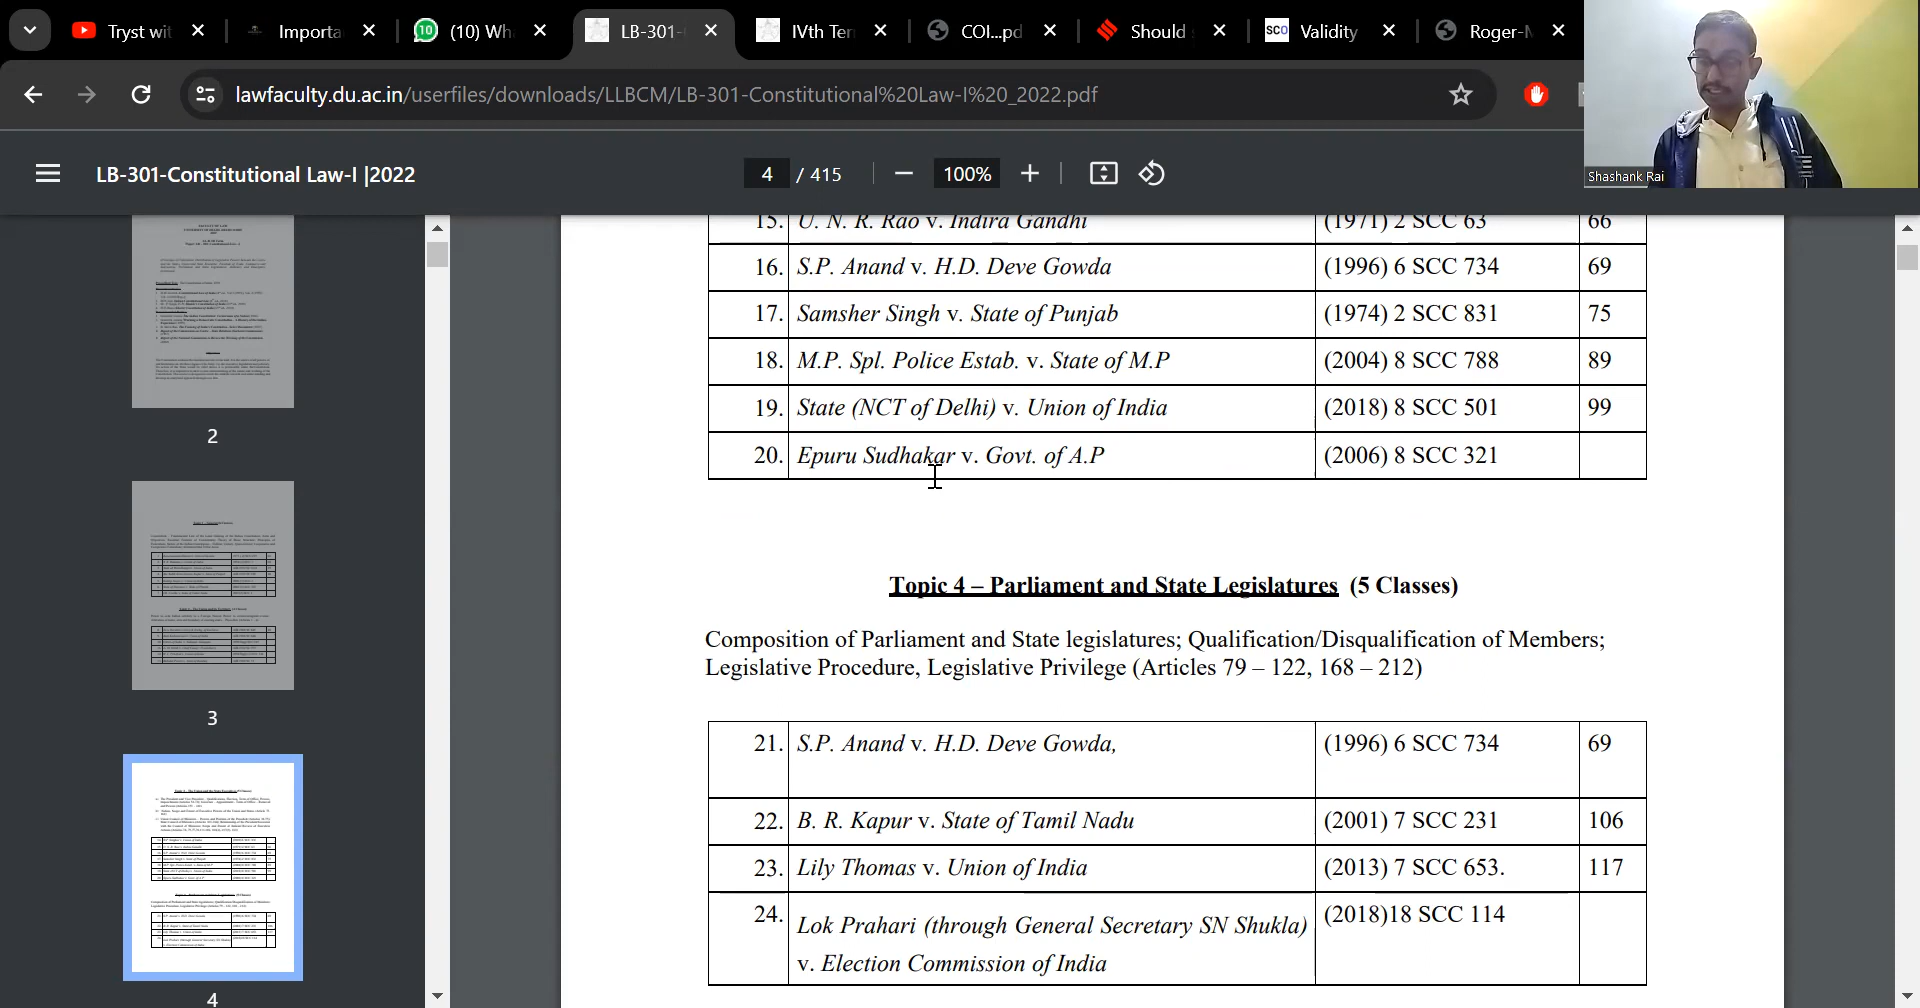 Tryst wit
Importa
(10) Wh
LB-301-
IVth Ter
COI...pd
Should
SCO
Validity
Roger-M
lawfaculty.du.ac.in/userfiles/downloads/LLBCM/LB-301-Constitutional%20Law-I%20_2022.pdf
Shashank Rai
LB-301-Constitutional Law-I |2022
4 / 415
100%
2
3
4
15. U. N. R. Rao v. Indira Gandhi (1971) 2 SCC 63 66
16. S.P. Anand v. H.D. Deve Gowda (1996) 6 SCC 734 69
17. Samsher Singh v. State of Punjab (1974) 2 SCC 831 75
18. M.P. Spl. Police Estab. v. State of M.P (2004) 8 SCC 788 89
19. State (NCT of Delhi) v. Union of India (2018) 8 SCC 501 99
20. Epuru Sudhakar v. Govt. of A.P (2006) 8 SCC 321
Topic 4 – Parliament and State Legislatures (5 Classes)
Composition of Parliament and State legislatures; Qualification/Disqualification of Members;
Legislative Procedure, Legislative Privilege (Articles 79 – 122, 168 – 212)
21. S.P. Anand v. H.D. Deve Gowda, (1996) 6 SCC 734 69
22. B. R. Kapur v. State of Tamil Nadu (2001) 7 SCC 231 106
23. Lily Thomas v. Union of India (2013) 7 SCC 653. 117
24. Lok Prahari (through General Secretary SN Shukla) (2018)18 SCC 114
v. Election Commission of India